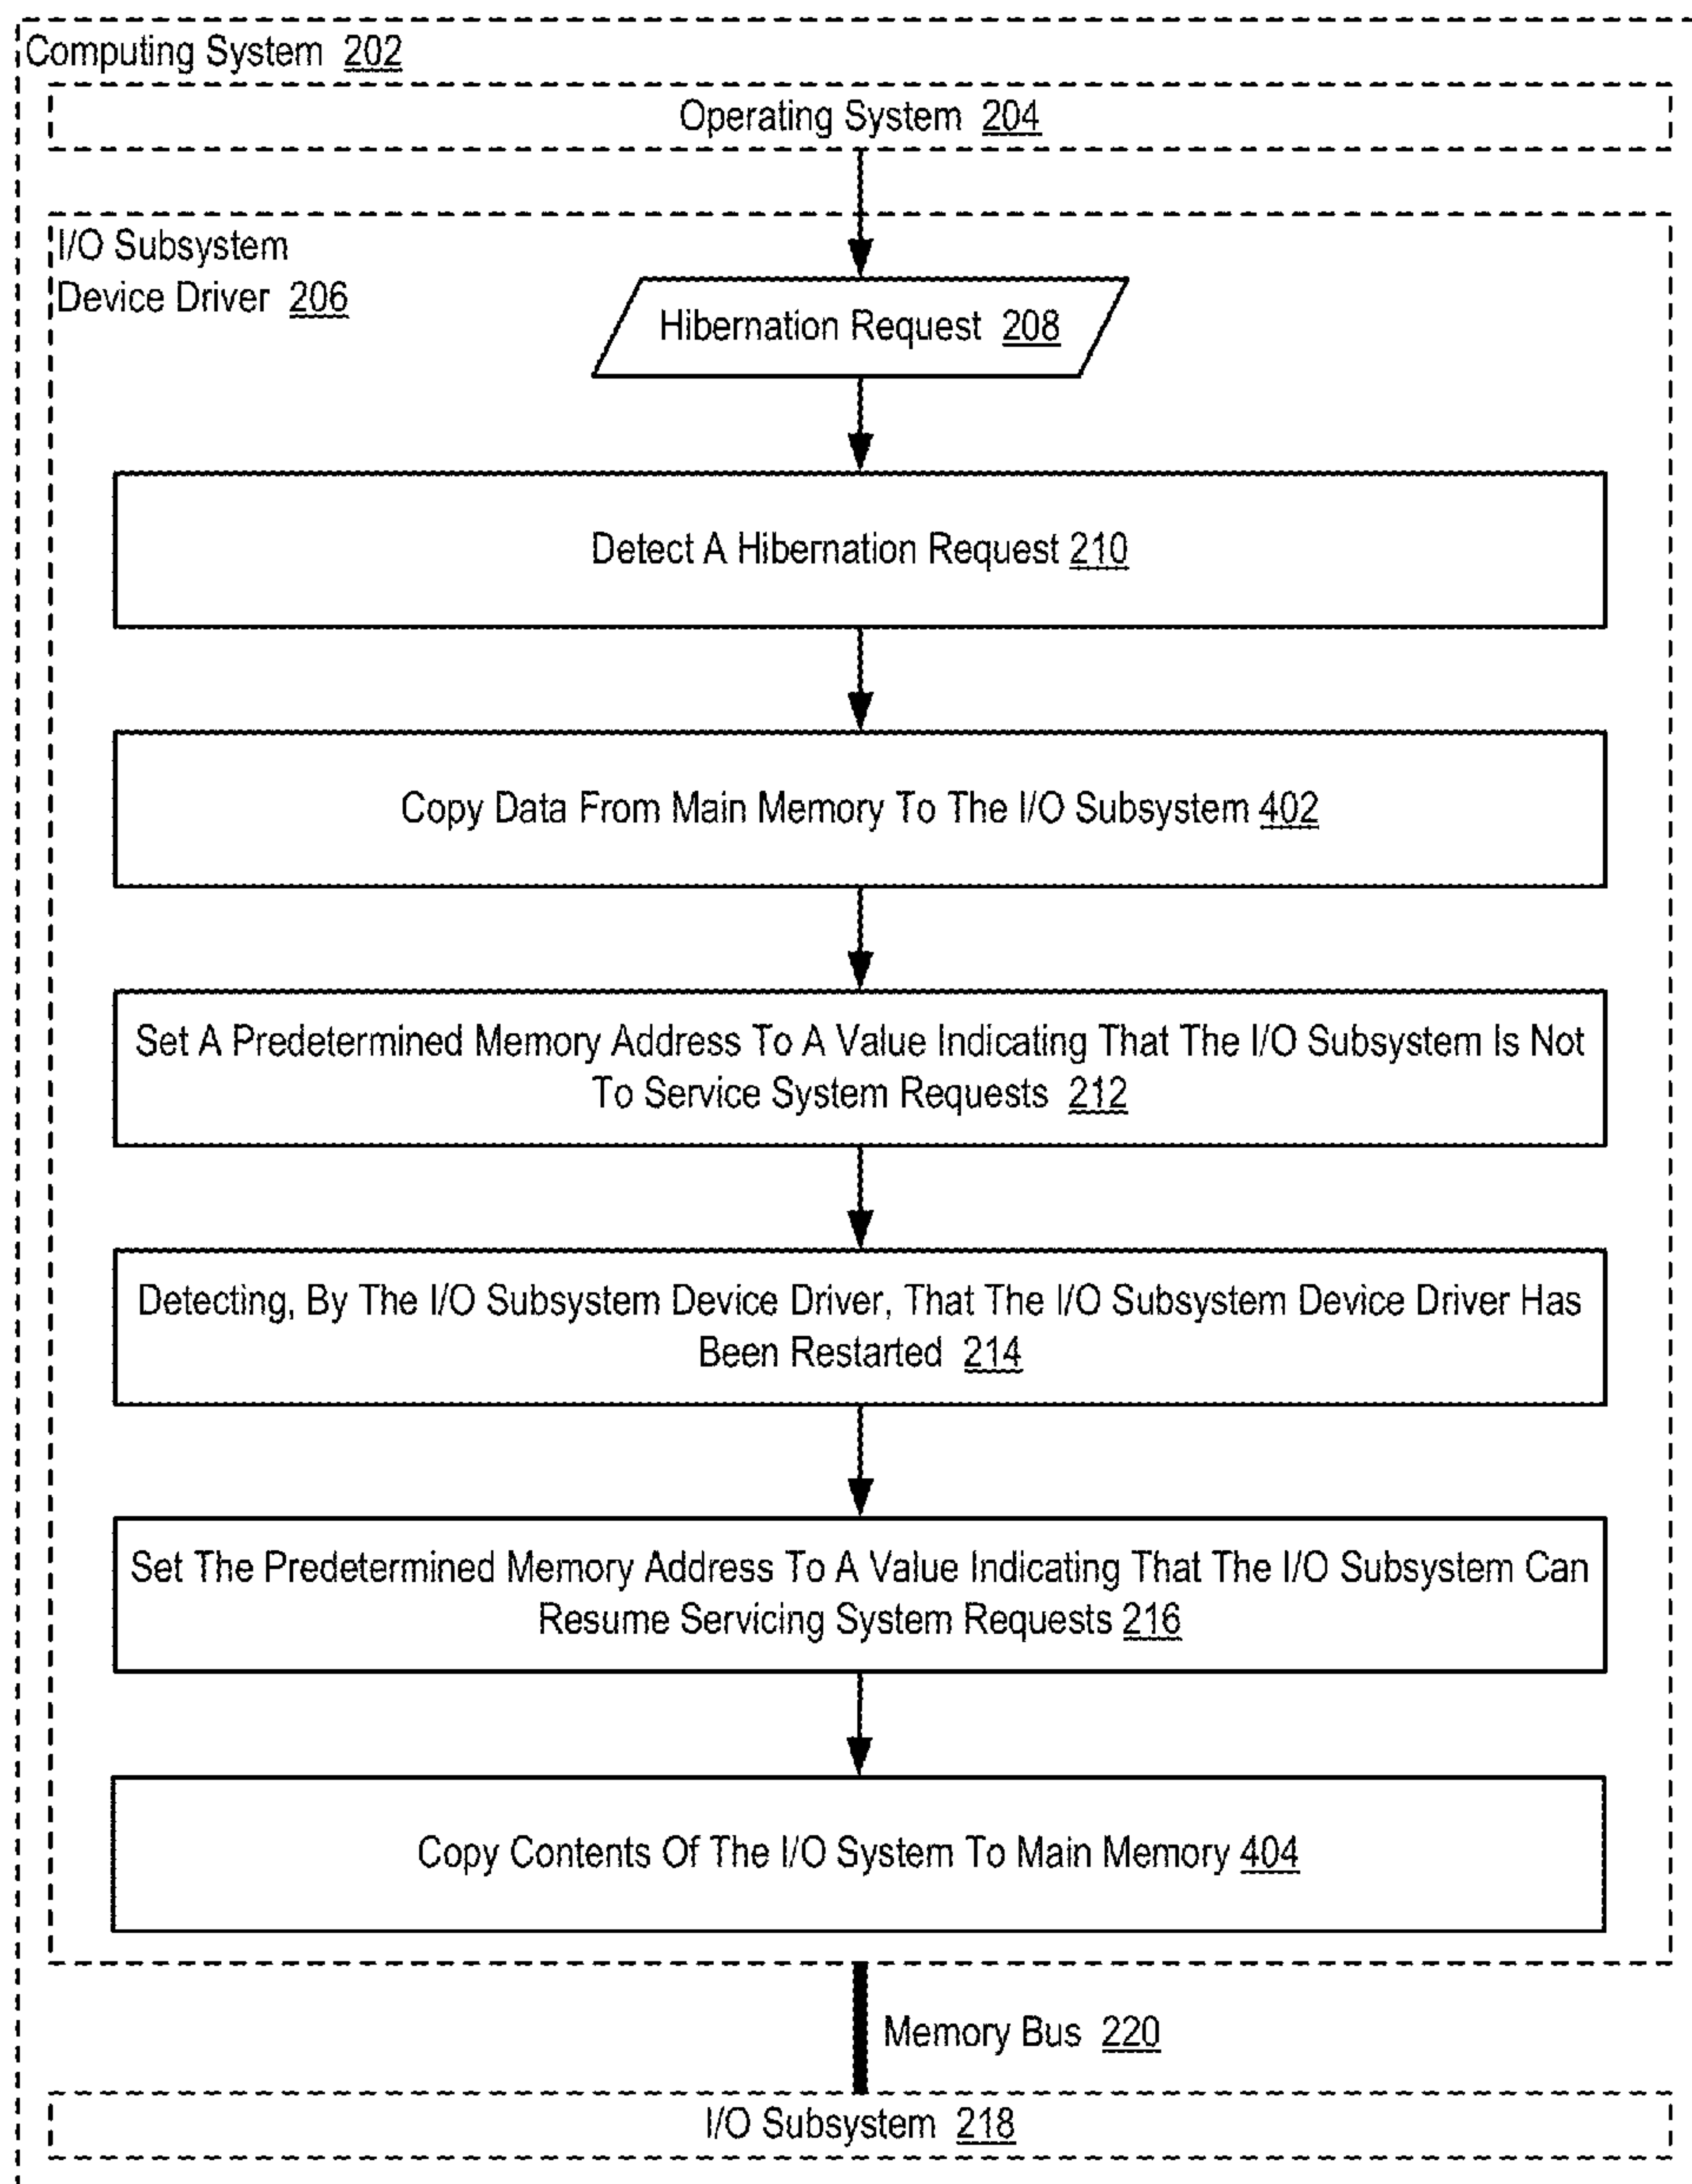 Computing System 202
Operating System 204
I/O Subsystem
Device Driver 206
Hibernation Request 208
Detect A Hibernation Request 210
Copy Data From Main Memory To The I/O Subsystem 402
Set A Predetermined Memory Address To A Value Indicating That The I/O Subsystem Is Not
To Service System Requests 212
Detecting, By The I/O Subsystem Device Driver, That The I/O Subsystem Device Driver Has
Been Restarted 214
Set The Predetermined Memory Address To A Value Indicating That The I/O Subsystem Can
Resume Servicing System Requests 216
Copy Contents Of The I/O System To Main Memory 404
Memory Bus 220
I/O Subsystem 218